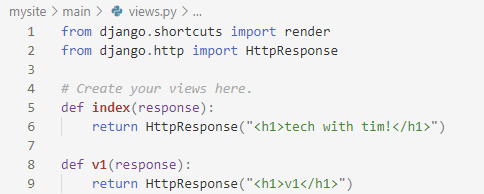 mysite > main > views.py > ...
1 from django.shortcuts import render
2 from django.http import HttpResponse
3
4 # Create your views here.
5 def index(response):
6     return HttpResponse("<h1>tech with tim!</h1>")
7
8 def v1(response):
9     return HttpResponse("<h1>v1</h1>")